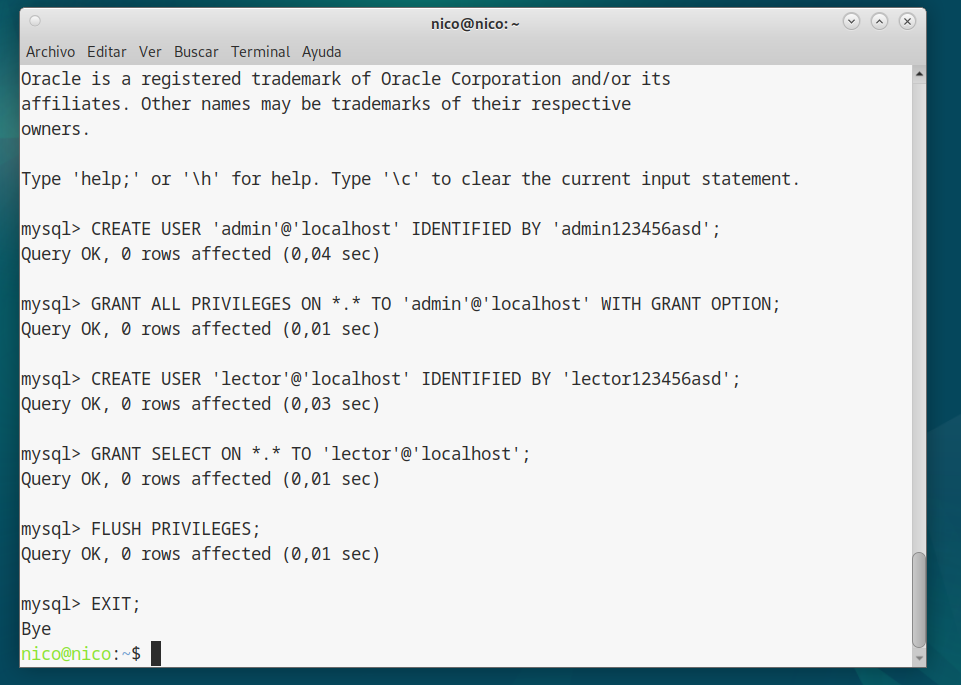 nico@nico: ~
Archivo Editar Ver Buscar Terminal Ayuda
Oracle is a registered trademark of Oracle Corporation and/or its
affiliates. Other names may be trademarks of their respective
owners.
Type 'help;' or '\h' for help. Type '\c' to clear the current input statement.
mysql> CREATE USER 'admin'@'localhost' IDENTIFIED BY 'admin123456asd';
Query OK, 0 rows affected (0,04 sec)
mysql> GRANT ALL PRIVILEGES ON *.* TO 'admin'@'localhost' WITH GRANT OPTION;
Query OK, 0 rows affected (0,01 sec)
mysql> CREATE USER 'lector'@'localhost' IDENTIFIED BY 'lector123456asd';
Query OK, 0 rows affected (0,03 sec)
mysql> GRANT SELECT ON *.* TO 'lector'@'localhost';
Query OK, 0 rows affected (0,01 sec)
mysql> FLUSH PRIVILEGES;
Query OK, 0 rows affected (0,01 sec)
mysql> EXIT;
Bye
nico@nico:~$